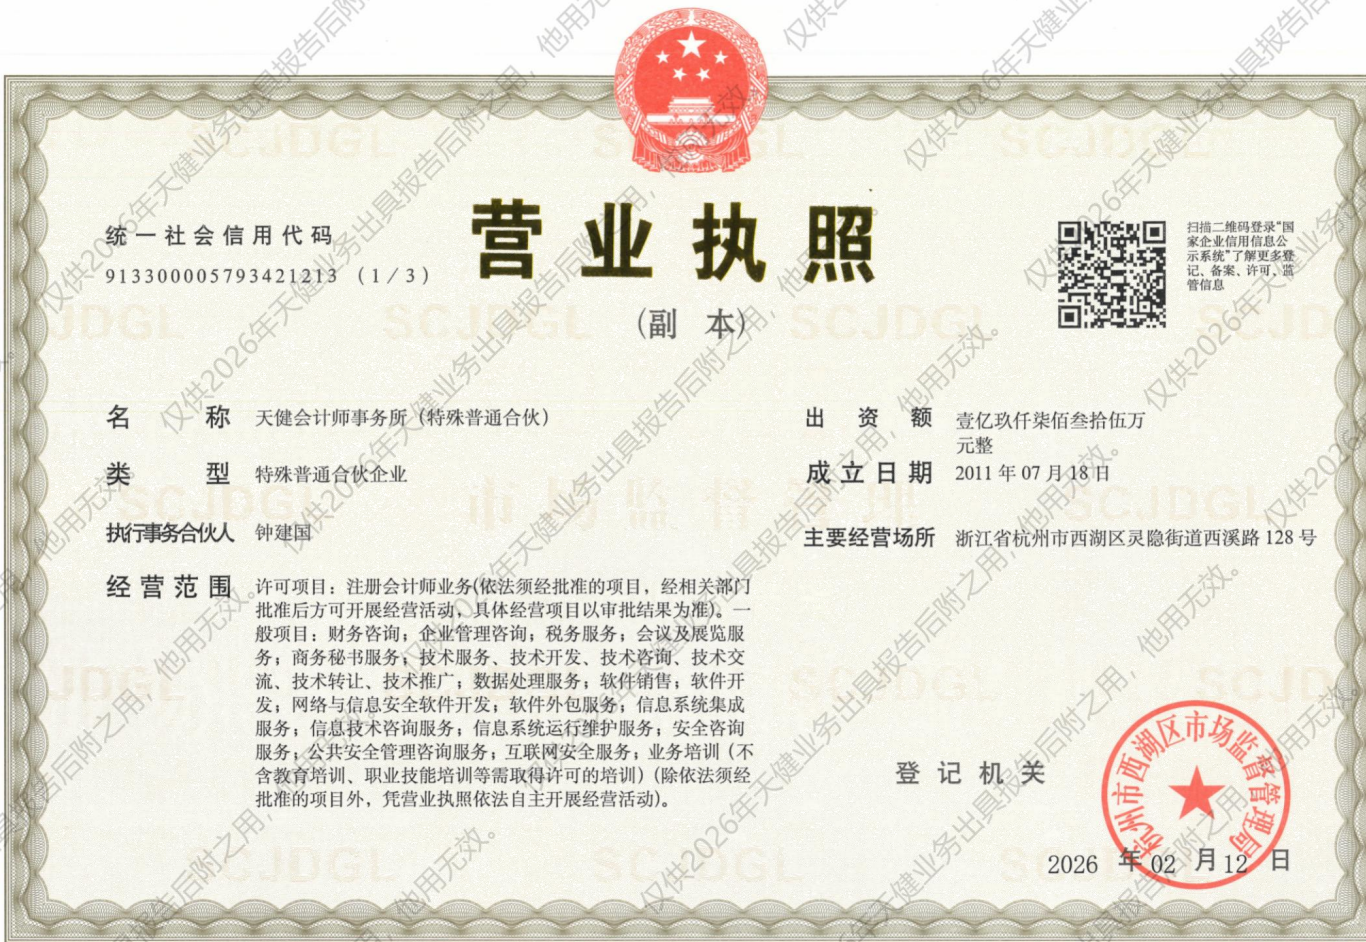 营业执照
(副 本)
统一社会信用代码
913300005793421213 (1/3)
扫描二维码登录“国
家企业信用信息公
示系统”了解更多登
记、备案、许可、监
管信息
名 称 天健会计师事务所（特殊普通合伙）
类 型 特殊普通合伙企业
执行事务合伙人 钟建国
经营范围 许可项目：注册会计师业务(依法须经批准的项目，经相关部门
批准后方可开展经营活动，具体经营项目以审批结果为准)。一
般项目：财务咨询；企业管理咨询；税务服务；会议及展览服
务；商务秘书服务；技术服务、技术开发、技术咨询、技术交
流、技术转让、技术推广；数据处理服务；软件销售；软件开
发；网络与信息安全软件开发；软件外包服务；信息系统集成
服务；信息技术咨询服务；信息系统运行维护服务；安全咨询
服务；公共安全管理咨询服务；互联网安全服务；业务培训（不
含教育培训、职业技能培训等需取得许可的培训）(除依法须经
批准的项目外，凭营业执照依法自主开展经营活动)。
出 资 额 壹亿玖仟柒佰叁拾伍万
元整
成立日期 2011 年 07 月 18 日
主要经营场所 浙江省杭州市西湖区灵隐街道西溪路 128 号
登记机关
杭州市西湖区市场监督管理局
2026 年 02 月 12 日
仅供2026年天健业务出具报告后附之用，他用无效。
SCJDGL
市场监督管理